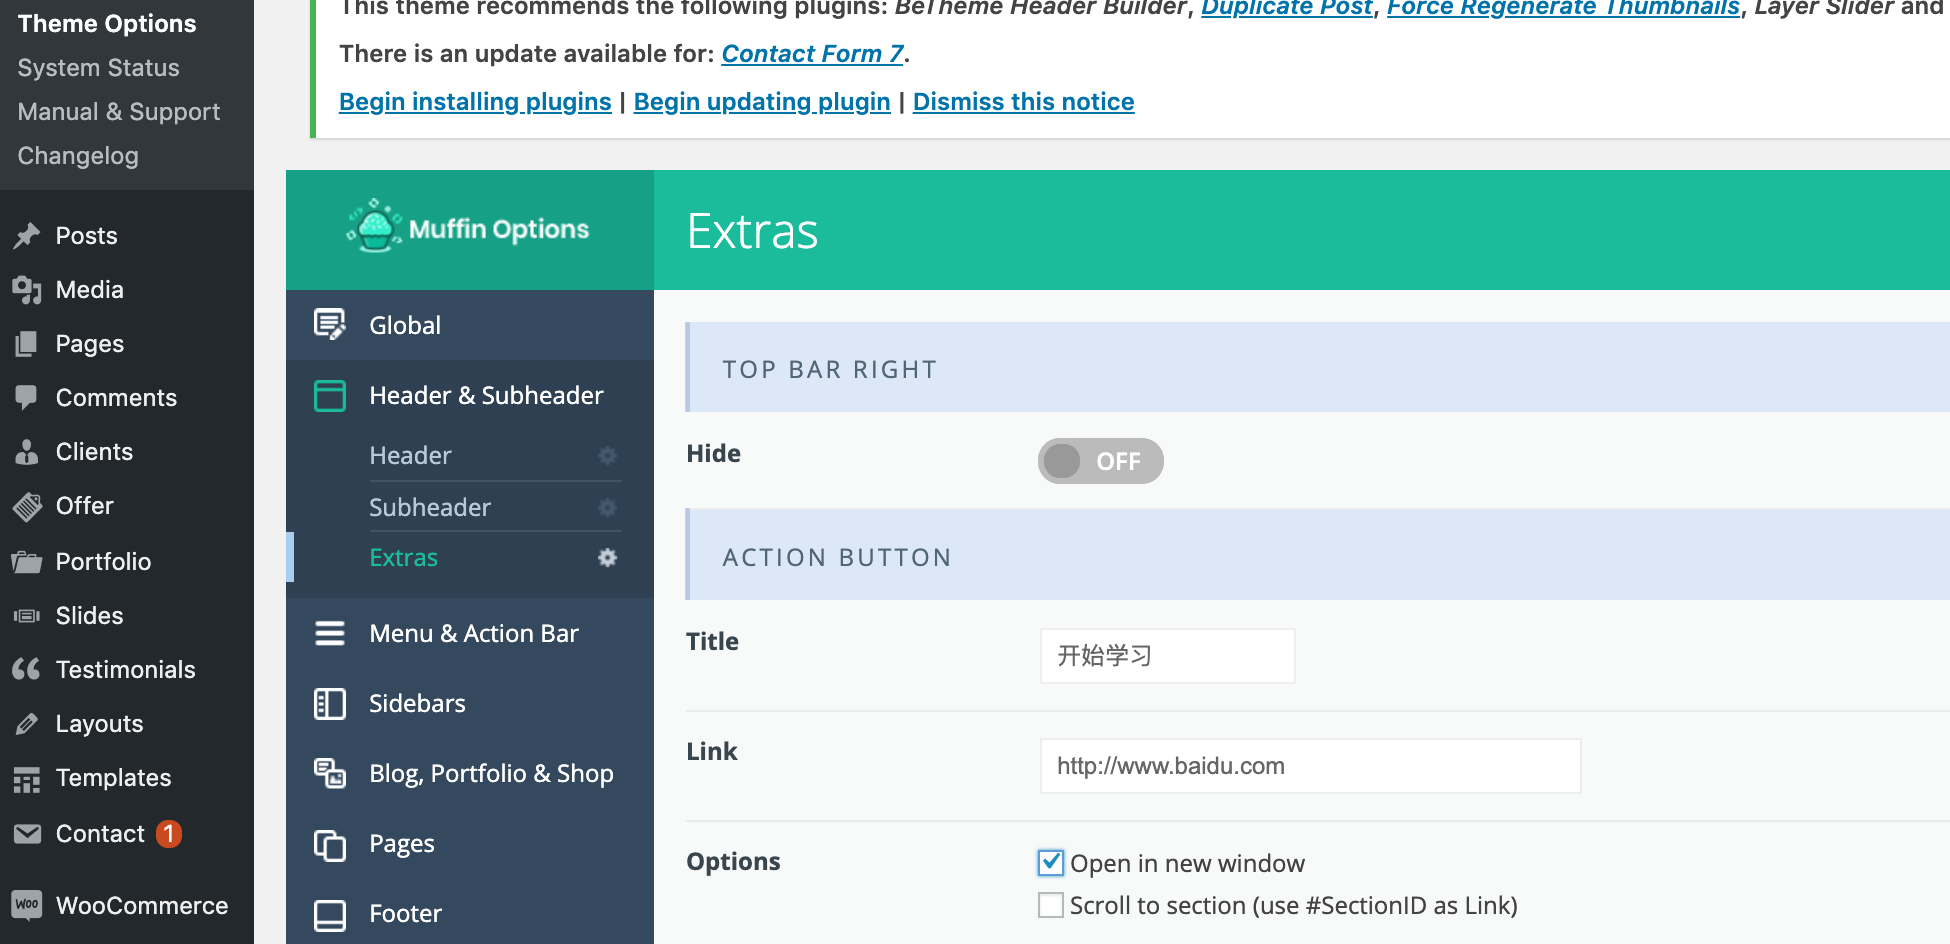 Theme Options
System Status
Manual & Support
Changelog
Posts
Media
Pages
Comments
Clients
Offer
Portfolio
Slides
Testimonials
Layouts
Templates
Contact 1
WooCommerce
This theme recommends the following plugins: BeTheme Header Builder, Duplicate Post, Force Regenerate Thumbnails, Layer Slider and
There is an update available for: Contact Form 7.
Begin installing plugins | Begin updating plugin | Dismiss this notice
Muffin Options
Global
Header & Subheader
Header
Subheader
Extras
Menu & Action Bar
Sidebars
Blog, Portfolio & Shop
Pages
Footer
Extras
TOP BAR RIGHT
Hide OFF
ACTION BUTTON
Title 开始学习
Link http://www.baidu.com
Options Open in new window
Scroll to section (use #SectionID as Link)